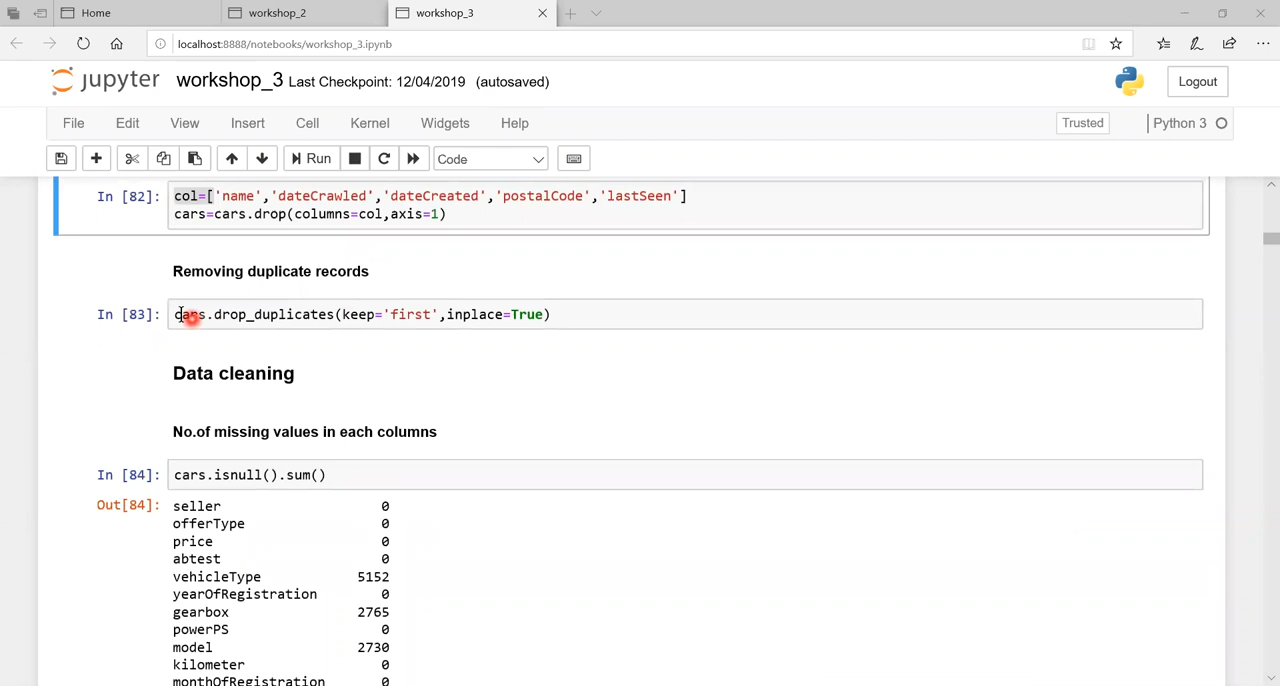 Home
workshop_2
workshop_3
localhost:8888/notebooks/workshop_3.ipynb
jupyter workshop_3 Last Checkpoint: 12/04/2019 (autosaved)
Logout
File Edit View Insert Cell Kernel Widgets Help
Trusted
Python 3
Run
Code
In [82]: col=['name','dateCrawled','dateCreated','postalCode','lastSeen']
cars=cars.drop(columns=col,axis=1)
Removing duplicate records
In [83]: cars.drop_duplicates(keep='first',inplace=True)
Data cleaning
No.of missing values in each columns
In [84]: cars.isnull().sum()
Out[84]: seller 0
offerType 0
price 0
abtest 0
vehicleType 5152
yearOfRegistration 0
gearbox 2765
powerPS 0
model 2730
kilometer 0
monthOfRegistration 0